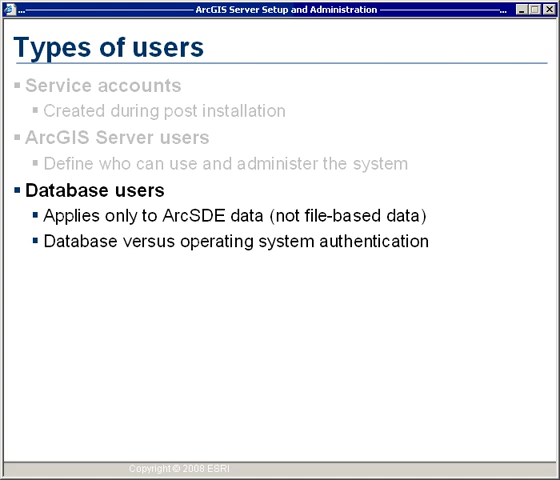 ... ArcGIS Server Setup and Administration ...
Types of users
Service accounts
Created during post installation
ArcGIS Server users
Define who can use and administer the system
Database users
Applies only to ArcSDE data (not file-based data)
Database versus operating system authentication
Copyright © 2008 ESRI